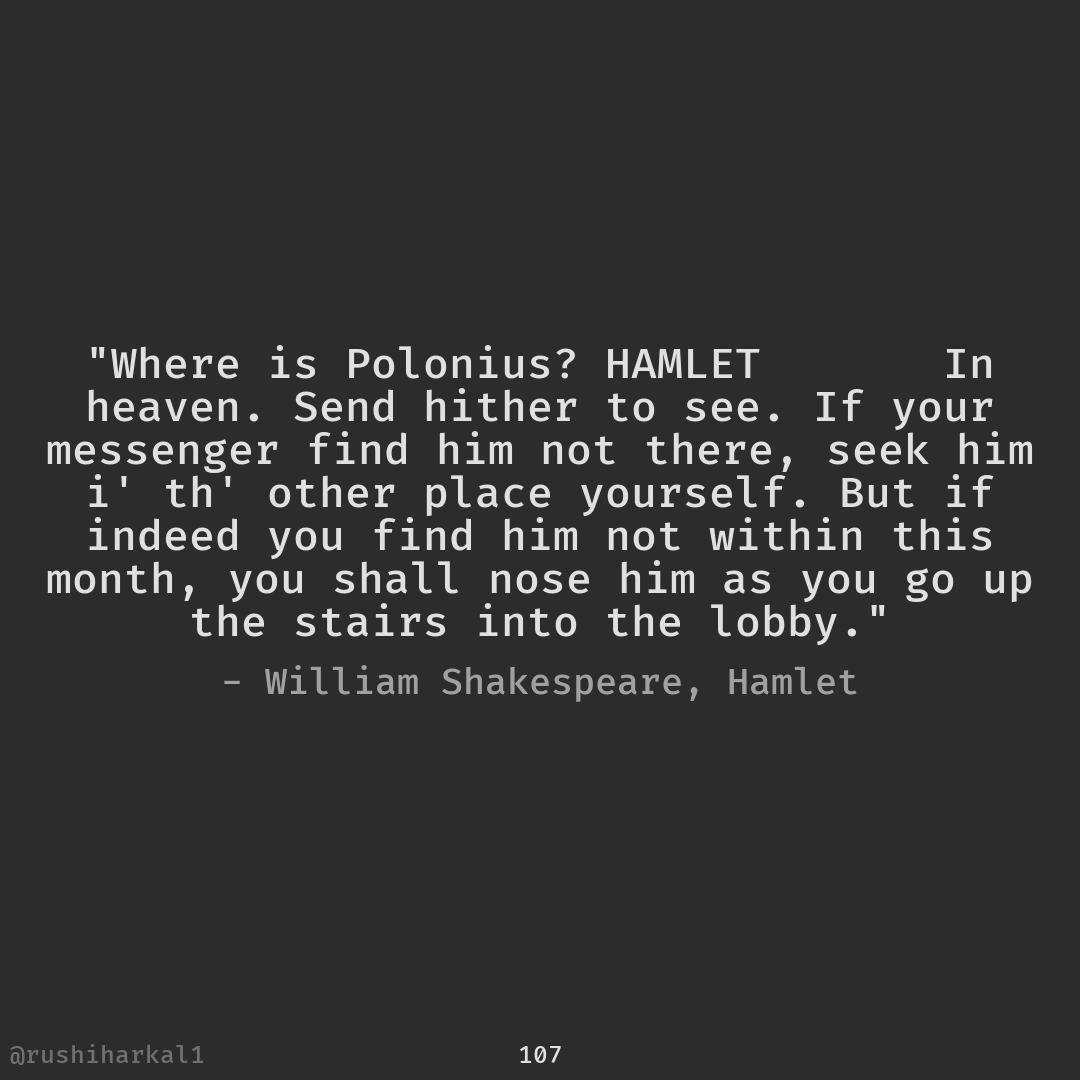 "Where is Polonius? HAMLET       In
heaven. Send hither to see. If your
messenger find him not there, seek him
i' th' other place yourself. But if
indeed you find him not within this
month, you shall nose him as you go up
the stairs into the lobby."
- William Shakespeare, Hamlet
@rushiharkal1
107